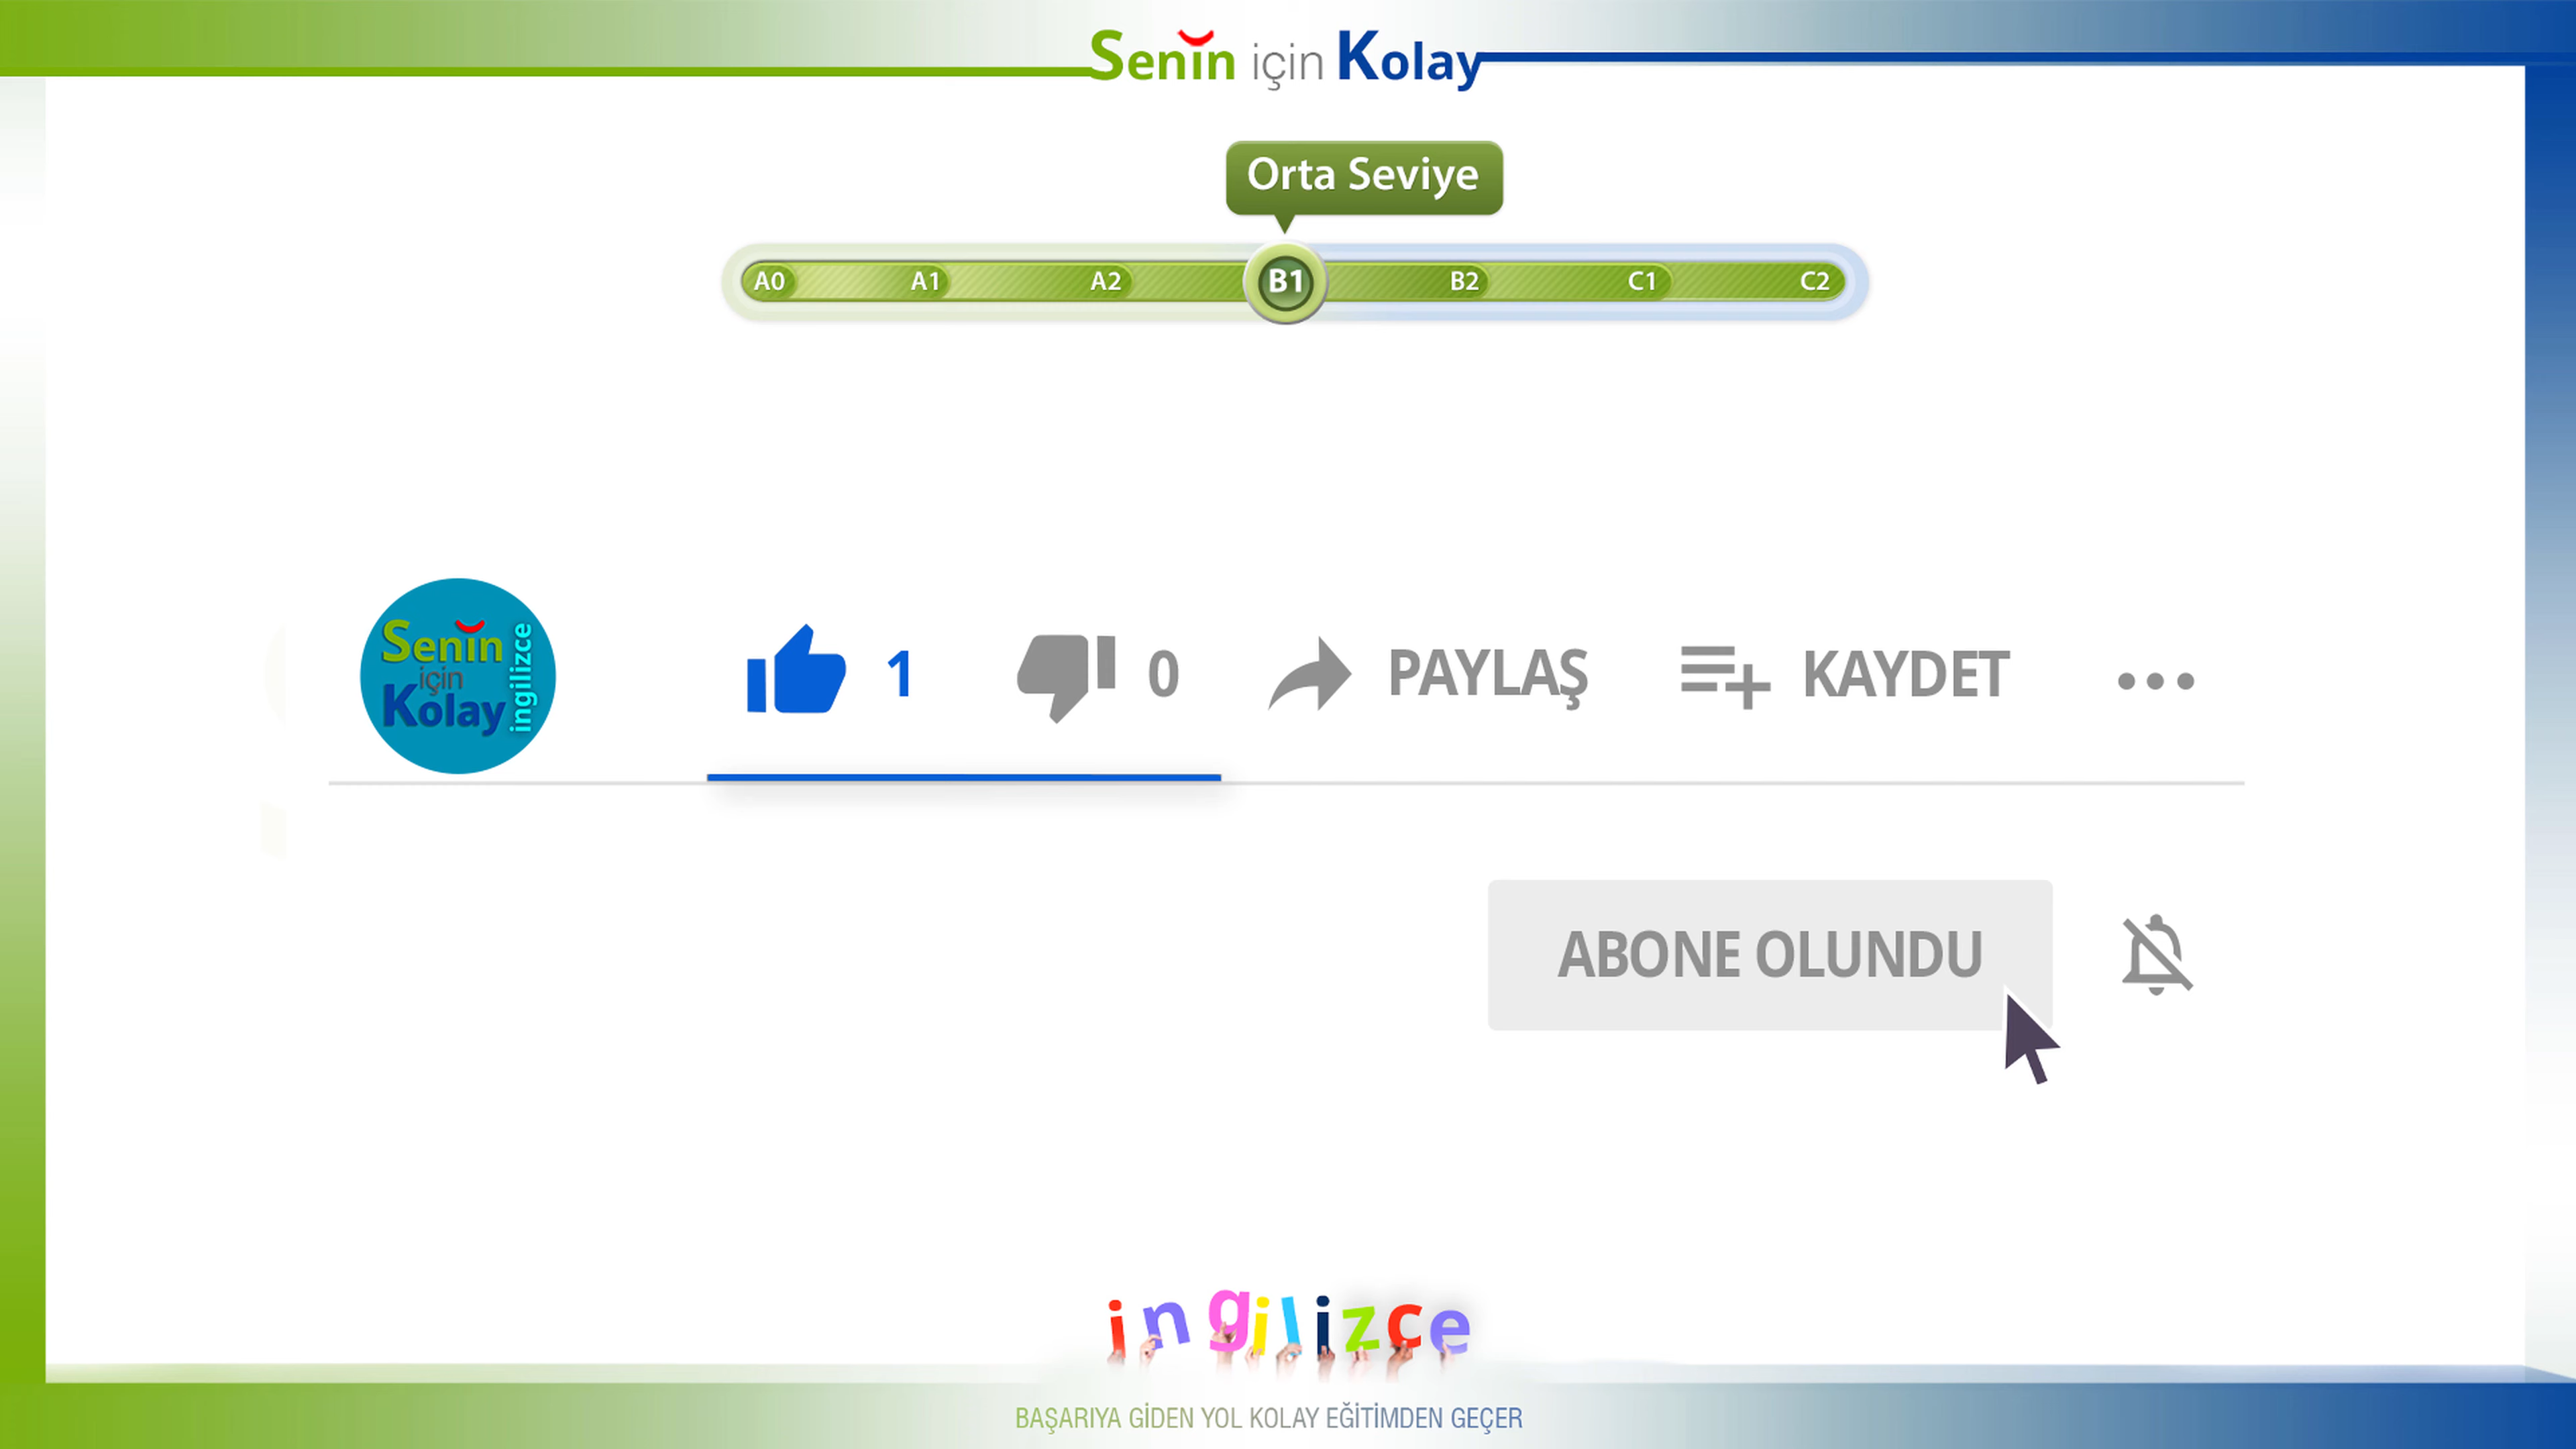 Senin için Kolay
Orta Seviye
A0 A1 A2 B1 B2 C1 C2
Senin
için
Kolay
ingilizce
1 0 PAYLAŞ KAYDET
ABONE OLUNDU
ingilizce
BAŞARIYA GİDEN YOL KOLAY EĞİTİMDEN GEÇER